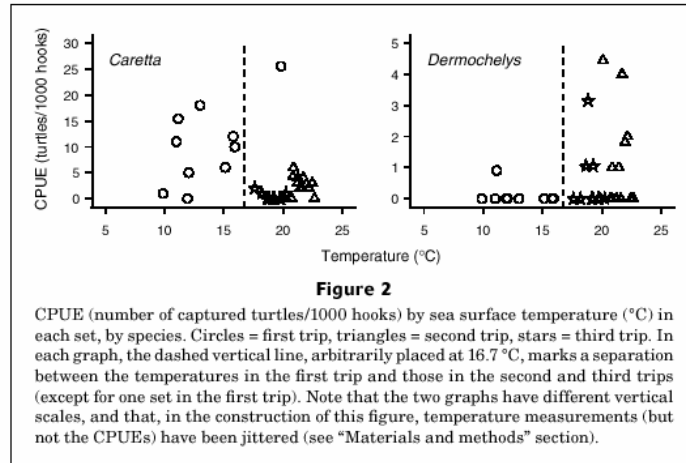 30
25
20
15
10
5
0
CPUE (turtles/1000 hooks)
Caretta
5 10 15 20 25
5
4
3
2
1
0
Dermochelys
5 10 15 20 25
Temperature (°C)
Figure 2
CPUE (number of captured turtles/1000 hooks) by sea surface temperature (°C) in
each set, by species. Circles = first trip, triangles = second trip, stars = third trip. In
each graph, the dashed vertical line, arbitrarily placed at 16.7 °C, marks a separation
between the temperatures in the first trip and those in the second and third trips
(except for one set in the first trip). Note that the two graphs have different vertical
scales, and that, in the construction of this figure, temperature measurements (but
not the CPUEs) have been jittered (see “Materials and methods” section).